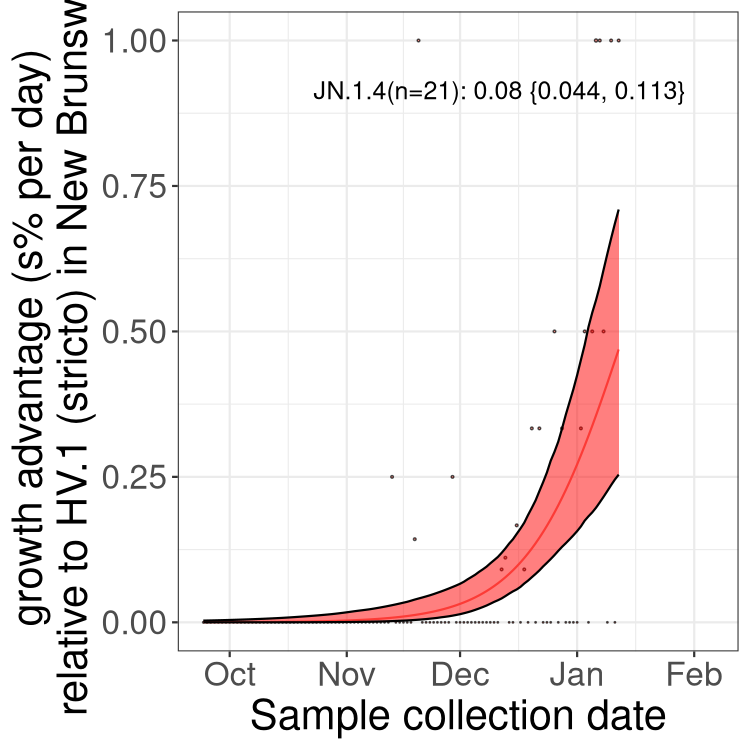 growth advantage (s% per day)
relative to HV.1 (stricto) in New Brunsw
1.00
0.75
0.50
0.25
0.00
JN.1.4(n=21): 0.08 {0.044, 0.113}
Oct Nov Dec Jan Feb
Sample collection date